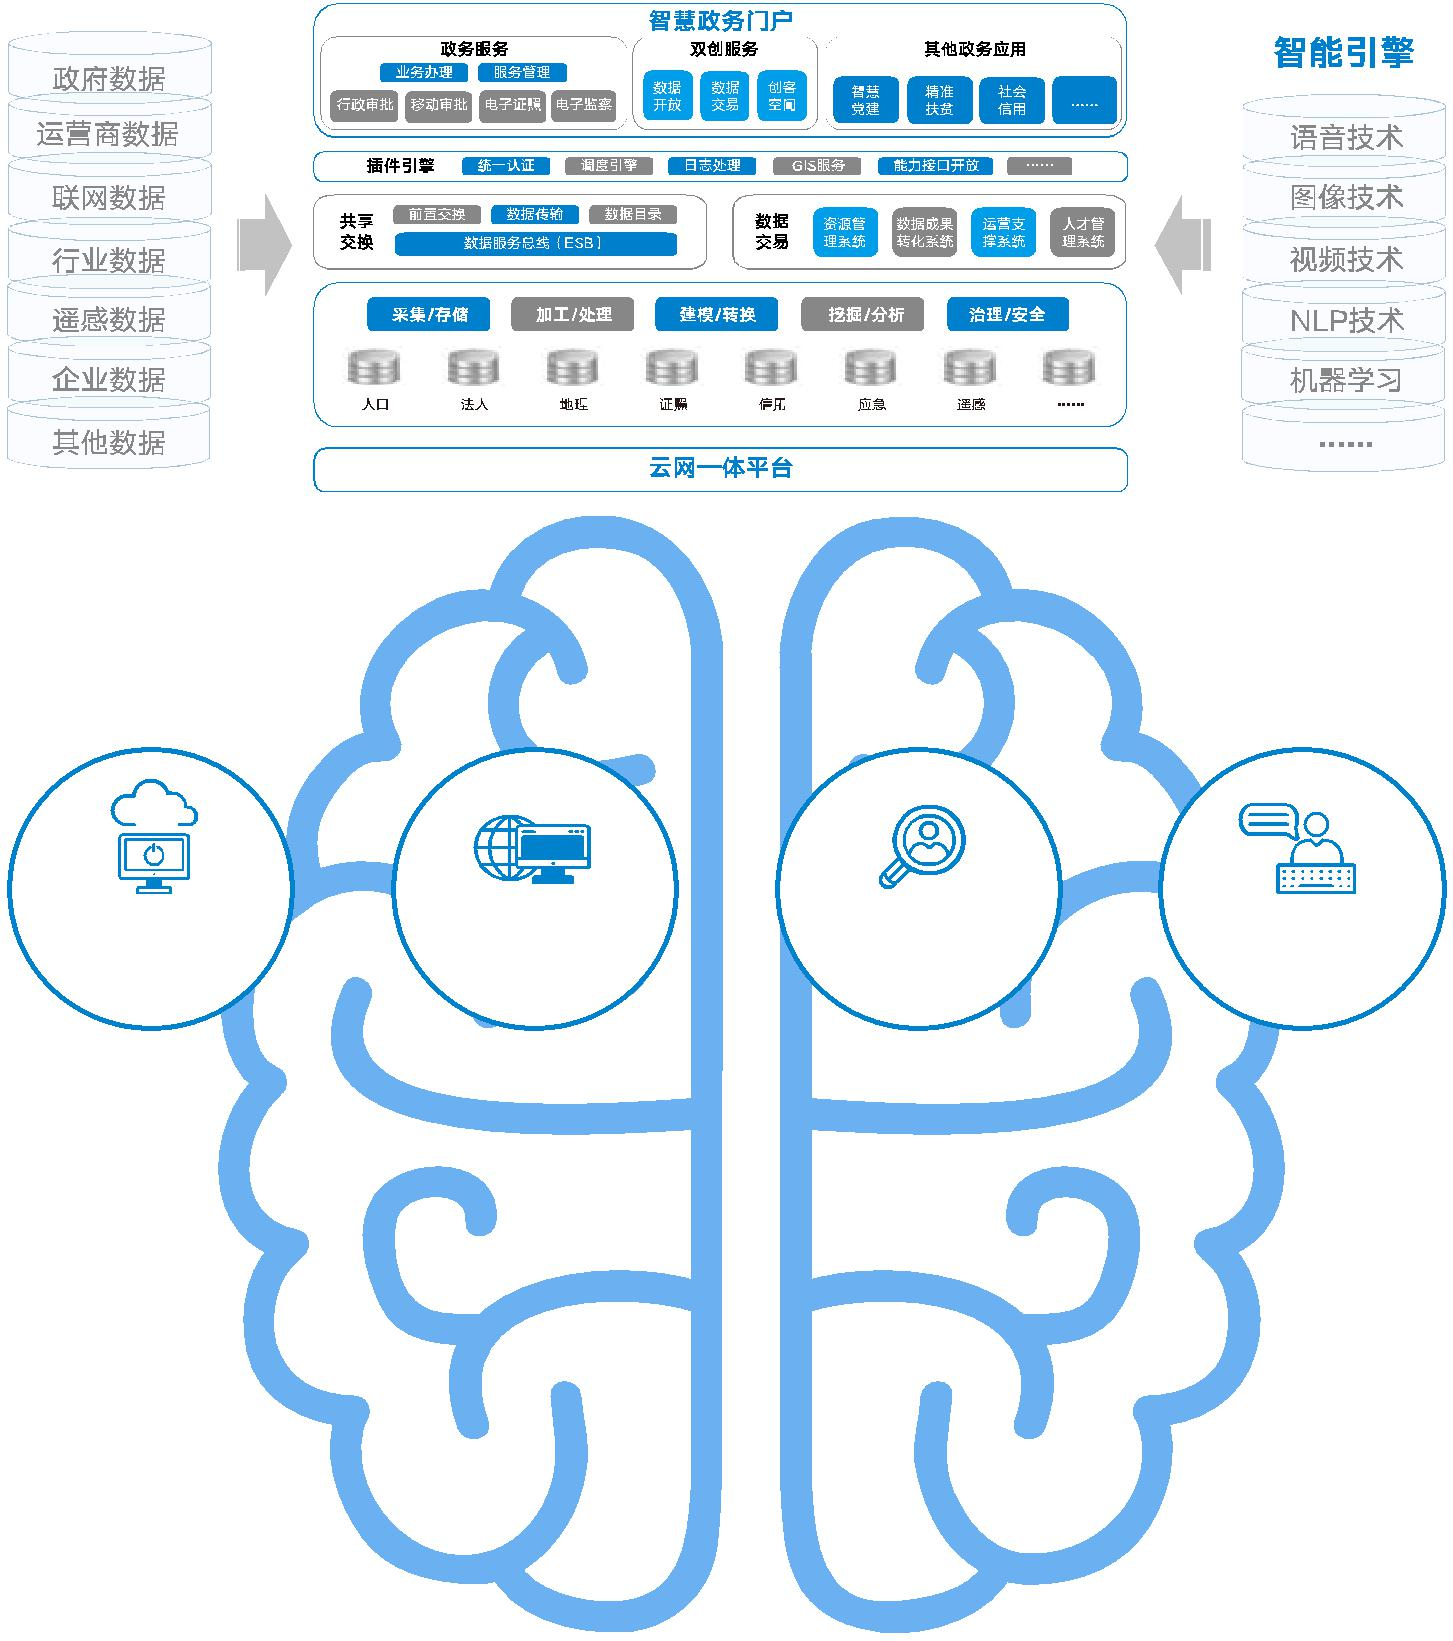 政府数据
运营商数据
联网数据
行业数据
遥感数据
企业数据
其他数据
智慧政务门户
政务服务
业务办理
服务管理
行政审批
移动审批
电子证照
电子监察
双创服务
数据
开放
数据
交易
创客
空间
其他政务应用
智慧
党建
精准
扶贫
社会
信用
……
插件引擎
统一认证
调度引擎
日志处理
GIS服务
能力接口开放
……
共享
交换
前置交换
数据传输
数据目录
数据服务总线（ESB）
数据
交易
资源管
理系统
数据成果
转化系统
运营支
撑系统
人才管
理系统
采集/存储
加工/处理
建模/转换
挖掘/分析
治理/安全
人口
法人
地理
证照
信用
应急
遥感
……
云网一体平台
智能引擎
语音技术
图像技术
视频技术
NLP技术
机器学习
……